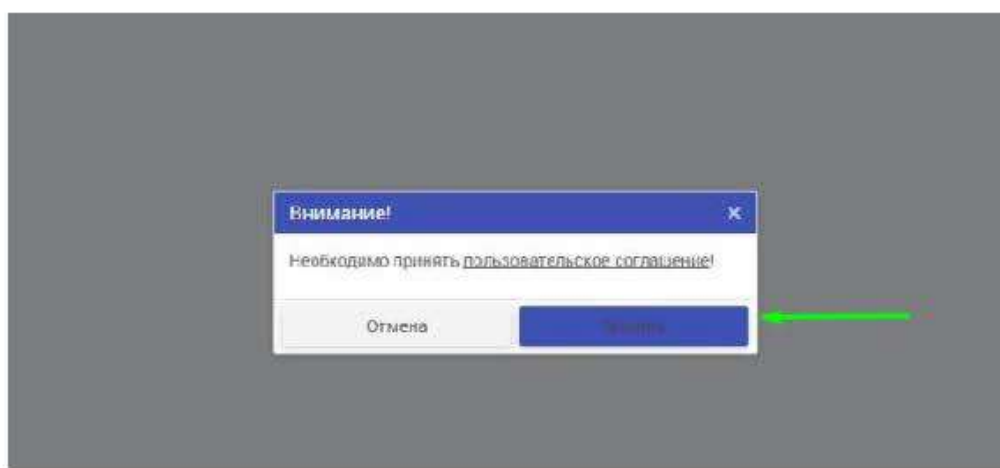 Внимание!
Необходимо принять пользовательское соглашение!
Отмена